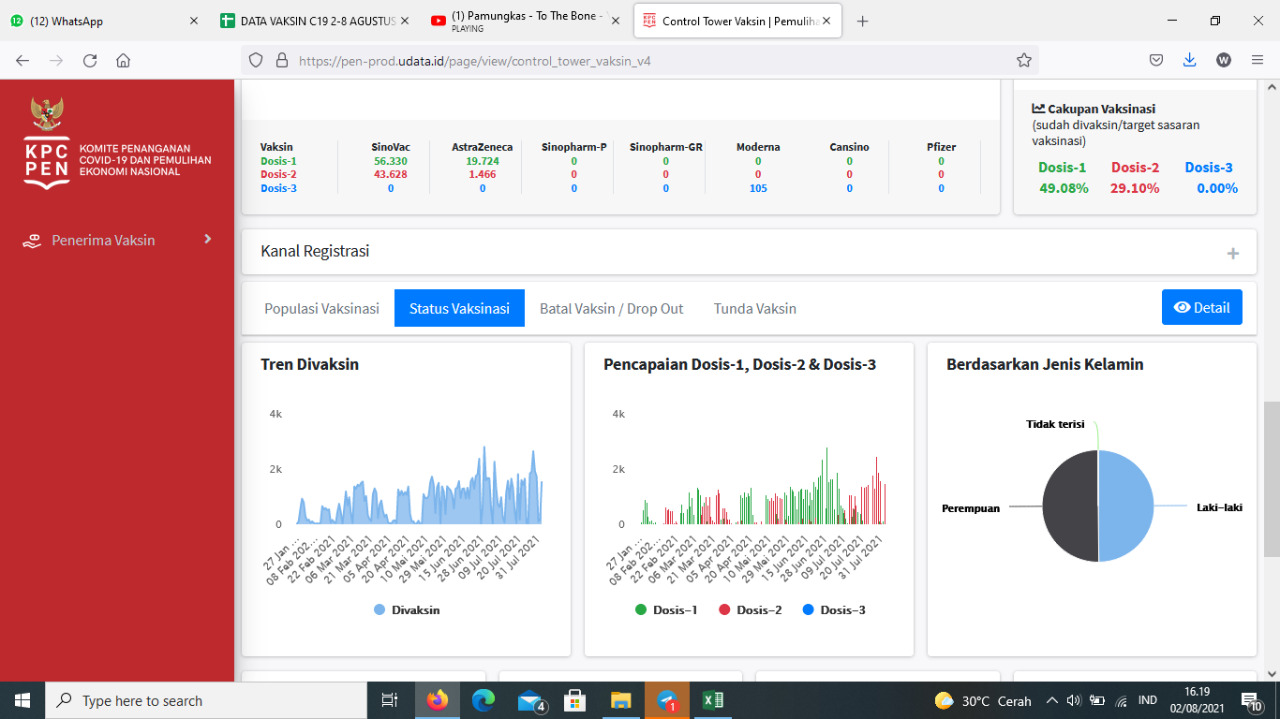 (12) WhatsApp
DATA VAKSIN C19 2-8 AGUSTUS
(1) Pamungkas - To The Bone -
PLAYING
Control Tower Vaksin | Pemuliha
https://pen-prod.udata.id/page/view/control_tower_vaksin_v4
W
KPC
PEN
KOMITE PENANGANAN
COVID-19 DAN PEMULIHAN
EKONOMI NASIONAL
Penerima Vaksin
Vaksin SinoVac AstraZeneca Sinopharm-P Sinopharm-GR Moderna Cansino Pfizer
Dosis-1 56.330 19.724 0 0 0 0 0
Dosis-2 43.628 1.466 0 0 0 0 0
Dosis-3 0 0 0 0 105 0 0
Cakupan Vaksinasi
(sudah divaksin/target sasaran
vaksinasi)
Dosis-1 Dosis-2 Dosis-3
49.08% 29.10% 0.00%
Kanal Registrasi
Populasi Vaksinasi Status Vaksinasi Batal Vaksin / Drop Out Tunda Vaksin Detail
Tren Divaksin
4k
2k
0
27 Jan ...
08 Feb 202...
22 Feb 2021
06 Mar 2021
21 Mar 2021
05 Apr 2021
20 Apr 2021
10 Mei 2021
29 Mei 2021
15 Jun 2021
28 Jun 2021
09 Jul 2021
20 Jul 2021
31 Jul 2021
Divaksin
Pencapaian Dosis-1, Dosis-2 & Dosis-3
4k
2k
0
27 Jan ...
08 Feb 202...
22 Feb 2021
06 Mar 2021
21 Mar 2021
05 Apr 2021
20 Apr 2021
10 Mei 2021
29 Mei 2021
15 Jun 2021
28 Jun 2021
09 Jul 2021
20 Jul 2021
31 Jul 2021
Dosis-1 Dosis-2 Dosis-3
Berdasarkan Jenis Kelamin
Tidak terisi
Perempuan
Laki-laki
Type here to search
4
1
30°C Cerah
IND
16.19
02/08/2021
10